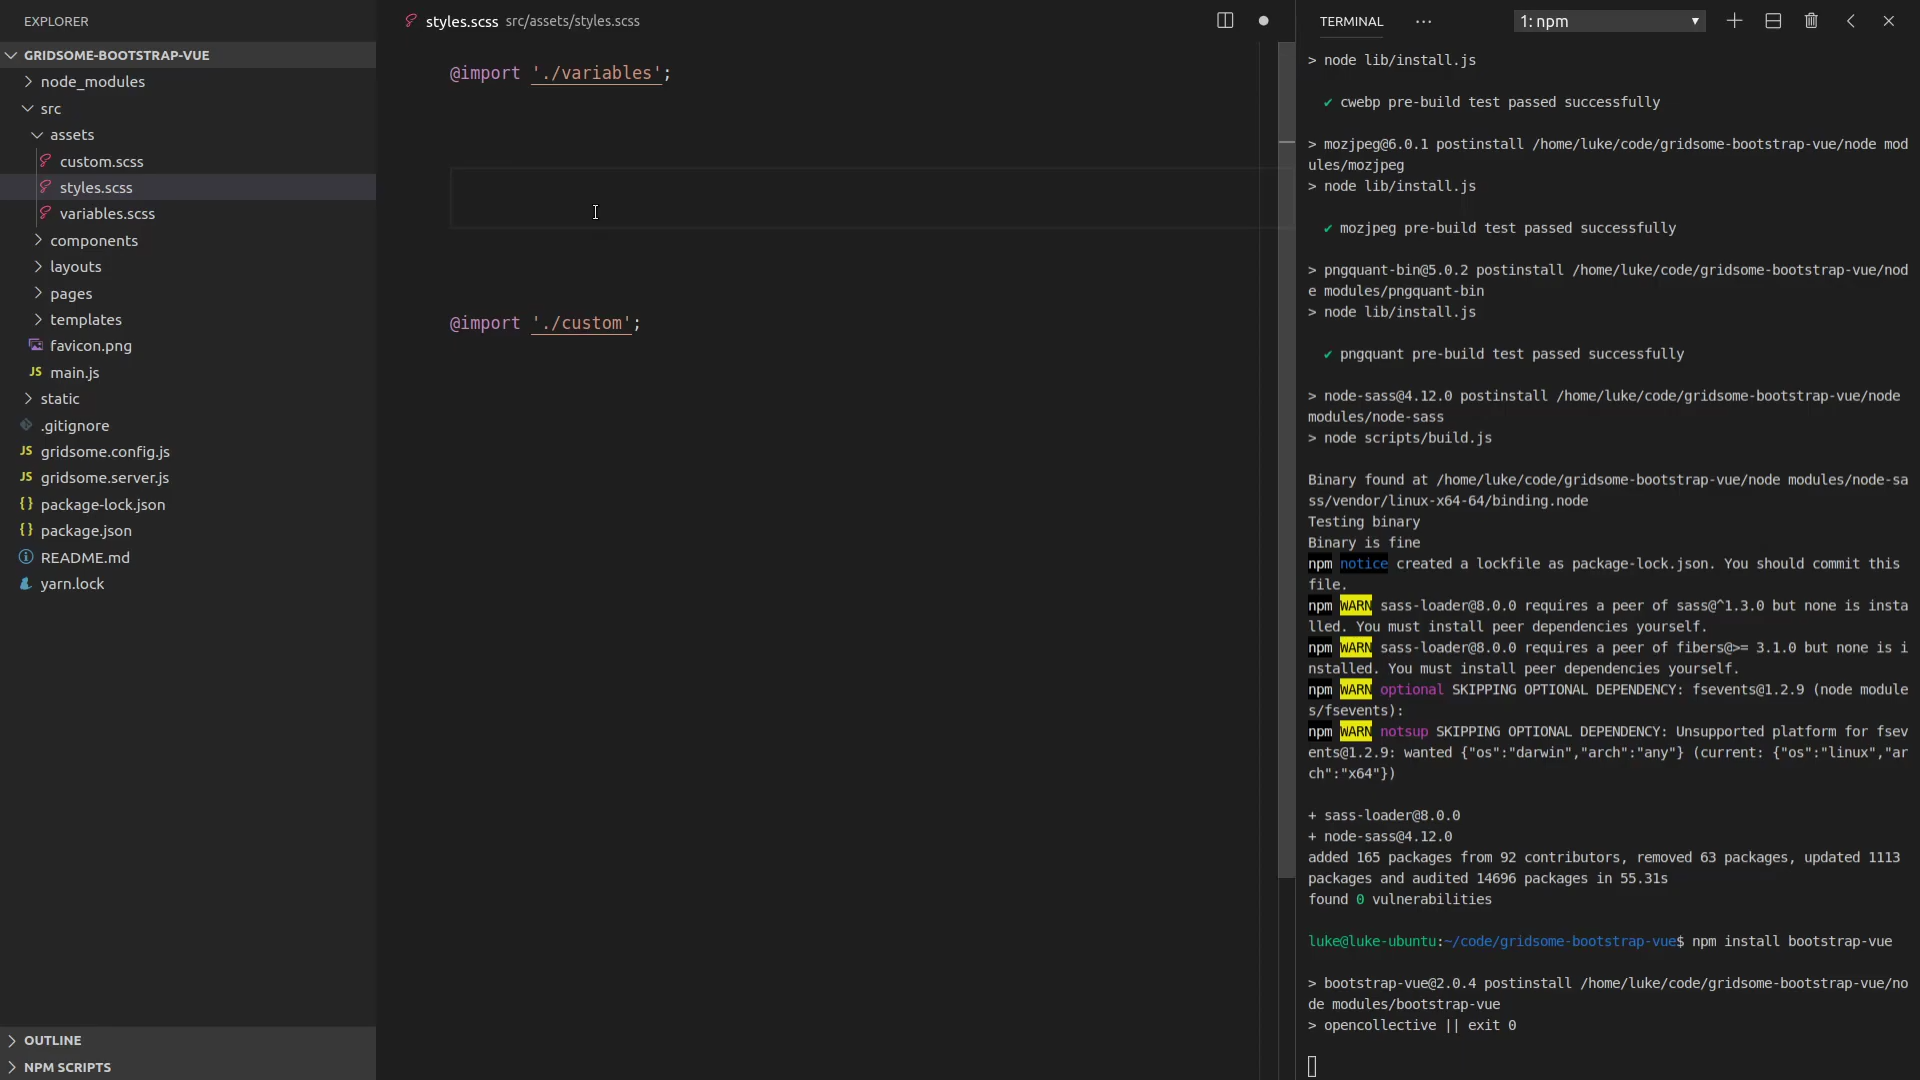 EXPLORER
GRIDSOME-BOOTSTRAP-VUE
node_modules
src
assets
custom.scss
styles.scss
variables.scss
components
layouts
pages
templates
favicon.png
JS main.js
static
.gitignore
JS gridsome.config.js
JS gridsome.server.js
{} package-lock.json
{} package.json
README.md
yarn.lock
OUTLINE
NPM SCRIPTS
styles.scss src/assets/styles.scss
@import './variables';
@import './custom';
TERMINAL ··· 1: npm
> node lib/install.js
✔ cwebp pre-build test passed successfully
> mozjpeg@6.0.1 postinstall /home/luke/code/gridsome-bootstrap-vue/node mod
ules/mozjpeg
> node lib/install.js
✔ mozjpeg pre-build test passed successfully
> pngquant-bin@5.0.2 postinstall /home/luke/code/gridsome-bootstrap-vue/nod
e modules/pngquant-bin
> node lib/install.js
✔ pngquant pre-build test passed successfully
> node-sass@4.12.0 postinstall /home/luke/code/gridsome-bootstrap-vue/node
modules/node-sass
> node scripts/build.js
Binary found at /home/luke/code/gridsome-bootstrap-vue/node modules/node-sa
ss/vendor/linux-x64-64/binding.node
Testing binary
Binary is fine
npm notice created a lockfile as package-lock.json. You should commit this
file.
npm WARN sass-loader@8.0.0 requires a peer of sass@^1.3.0 but none is insta
lled. You must install peer dependencies yourself.
npm WARN sass-loader@8.0.0 requires a peer of fibers@>= 3.1.0 but none is i
nstalled. You must install peer dependencies yourself.
npm WARN optional SKIPPING OPTIONAL DEPENDENCY: fsevents@1.2.9 (node module
s/fsevents):
npm WARN notsup SKIPPING OPTIONAL DEPENDENCY: Unsupported platform for fsev
ents@1.2.9: wanted {"os":"darwin","arch":"any"} (current: {"os":"linux","ar
ch":"x64"})
+ sass-loader@8.0.0
+ node-sass@4.12.0
added 165 packages from 92 contributors, removed 63 packages, updated 1113
packages and audited 14696 packages in 55.31s
found 0 vulnerabilities
luke@luke-ubuntu:~/code/gridsome-bootstrap-vue$ npm install bootstrap-vue
> bootstrap-vue@2.0.4 postinstall /home/luke/code/gridsome-bootstrap-vue/no
de modules/bootstrap-vue
> opencollective || exit 0